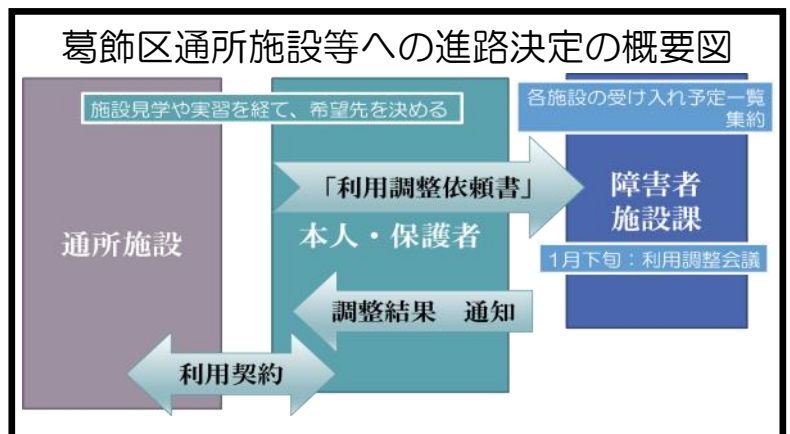 葛飾区通所施設等への進路決定の概要図
施設見学や実習を経て、希望先を決める
各施設の受け入れ予定一覧
集約
「利用調整依頼書」
障害者
施設課
通所施設
本人・保護者
1月下旬：利用調整会議
調整結果　通知
利用契約